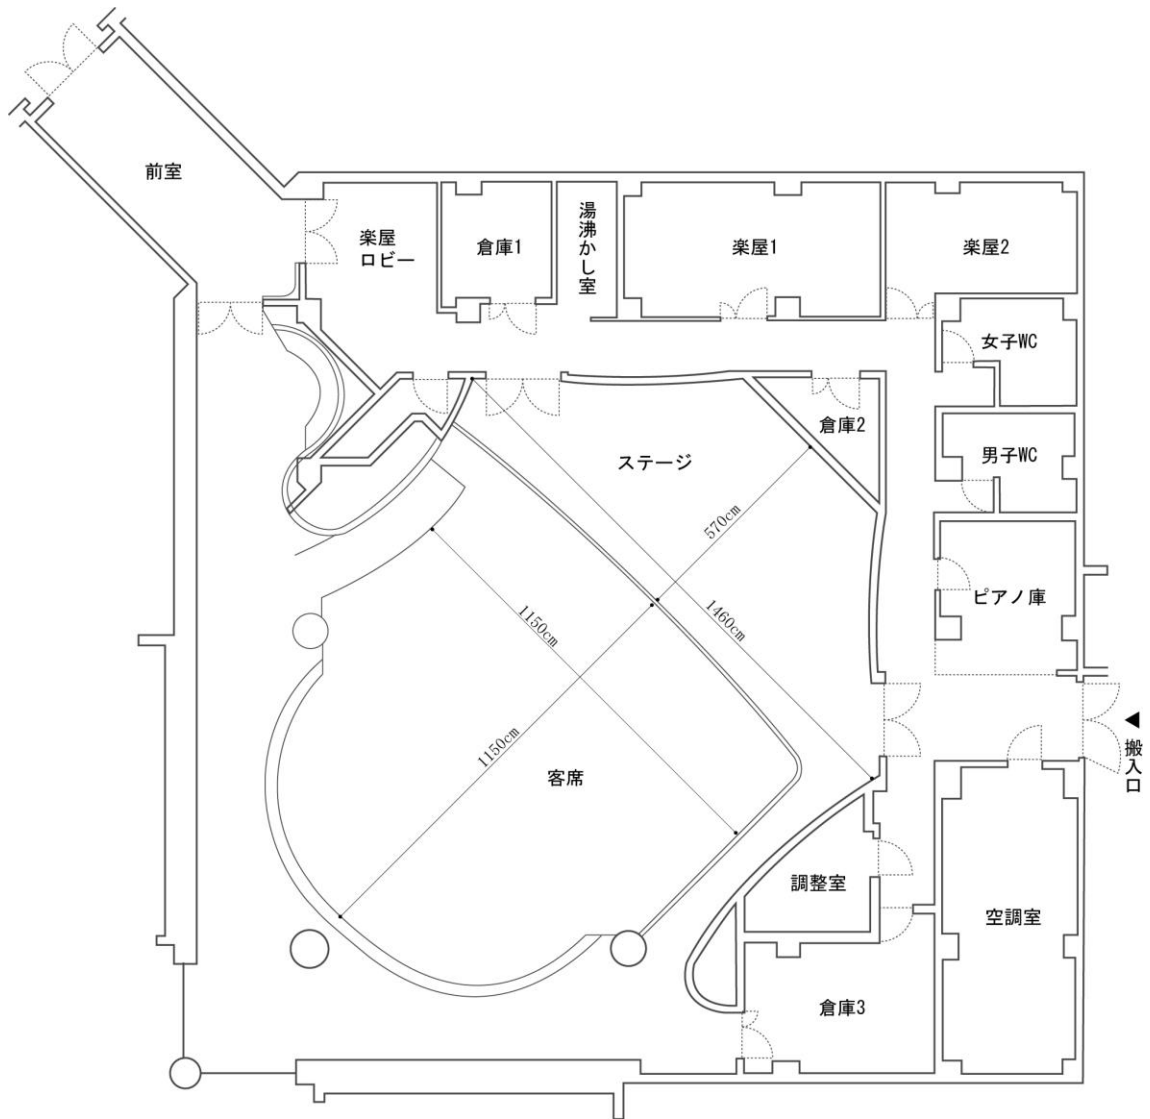 前室
楽屋
ロビー
倉庫1
湯沸かし室
楽屋1
楽屋2
女子WC
倉庫2
男子WC
ステージ
570cm
ピアノ庫
1150cm
1460cm
1150cm
客席
◀
搬入口
調整室
空調室
倉庫3